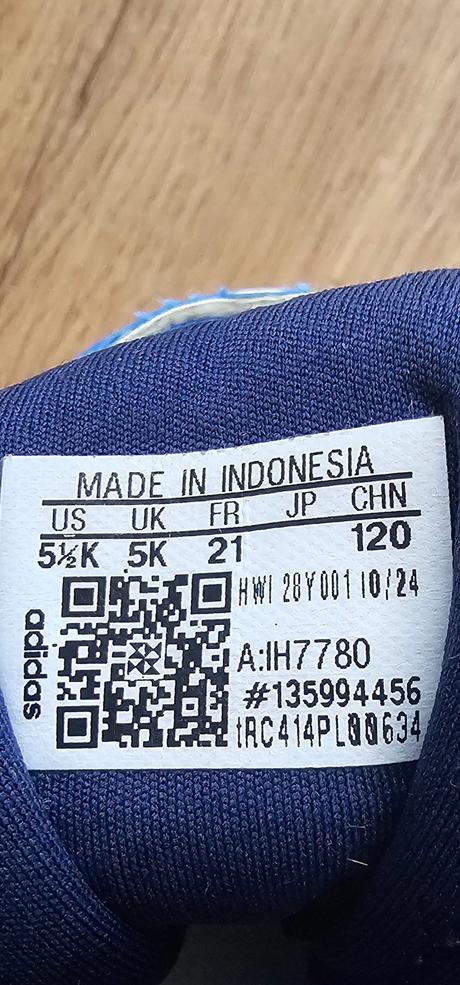 MADE IN INDONESIA
US UK FR JP CHN
5½K 5K 21 120
HWI 28Y001 10/24
adidas
A:IH7780
#135994456
tRC414PL00634